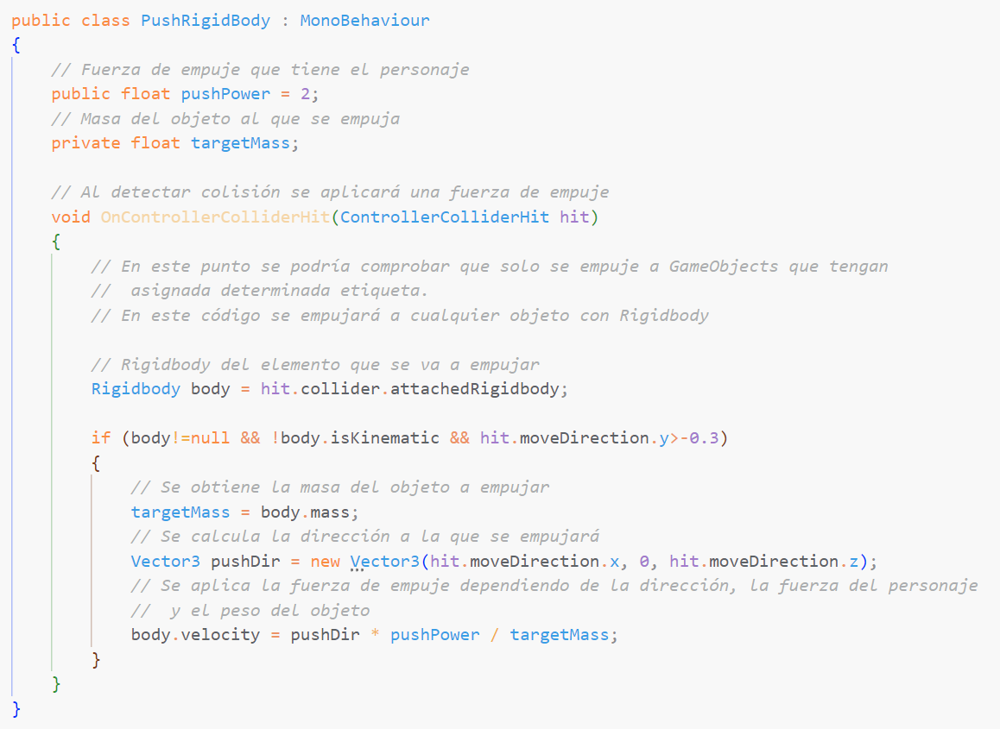 public class PushRigidBody : MonoBehaviour
{
    // Fuerza de empuje que tiene el personaje
    public float pushPower = 2;
    // Masa del objeto al que se empuja
    private float targetMass;

    // Al detectar colisión se aplicará una fuerza de empuje
    void OnControllerColliderHit(ControllerColliderHit hit)
    {
        // En este punto se podría comprobar que solo se empuje a GameObjects que tengan
        //  asignada determinada etiqueta.
        // En este código se empujará a cualquier objeto con Rigidbody

        // Rigidbody del elemento que se va a empujar
        Rigidbody body = hit.collider.attachedRigidbody;

        if (body!=null && !body.isKinematic && hit.moveDirection.y>-0.3)
        {
            // Se obtiene la masa del objeto a empujar
            targetMass = body.mass;
            // Se calcula la dirección a la que se empujará
            Vector3 pushDir = new Vector3(hit.moveDirection.x, 0, hit.moveDirection.z);
            // Se aplica la fuerza de empuje dependiendo de la dirección, la fuerza del personaje
            //  y el peso del objeto
            body.velocity = pushDir * pushPower / targetMass;
        }
    }
}